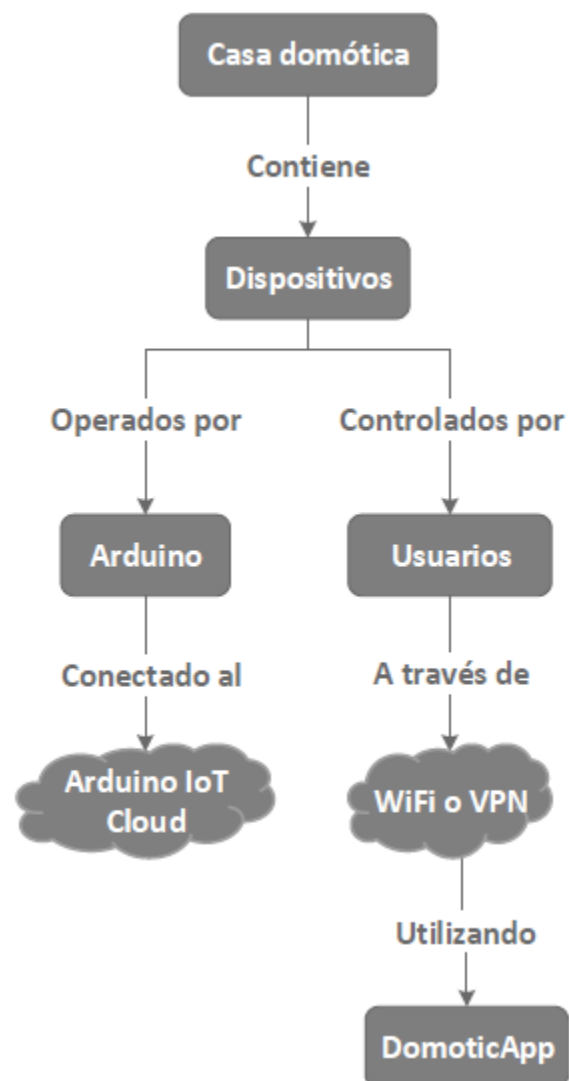 Casa domótica
Contiene
Dispositivos
Operados por
Controlados por
Arduino
Usuarios
Conectado al
A través de
Arduino IoT
Cloud
WiFi o VPN
Utilizando
DomoticApp